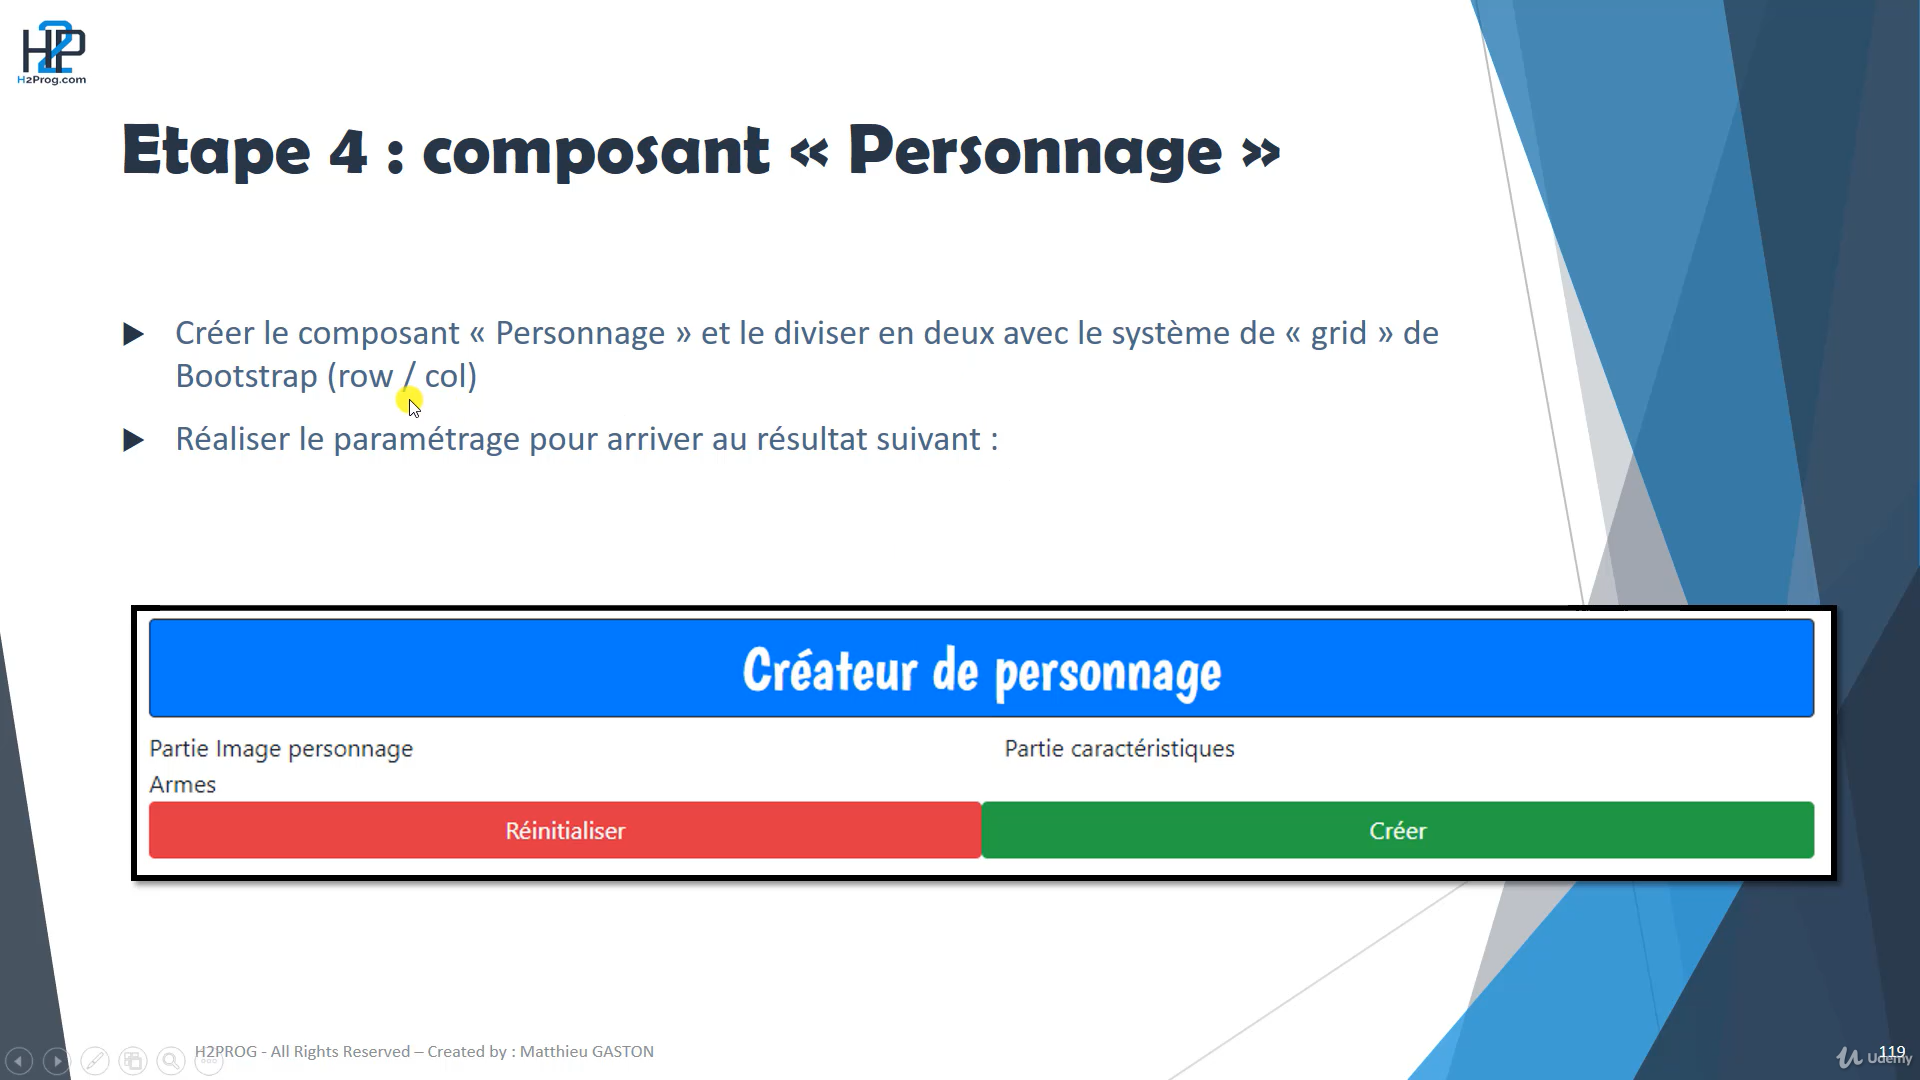 H2P
H2Prog.com
Etape 4 : composant « Personnage »
Créer le composant « Personnage » et le diviser en deux avec le système de « grid » de
Bootstrap (row / col)
Réaliser le paramétrage pour arriver au résultat suivant :
Créateur de personnage
Partie Image personnage
Partie caractéristiques
Armes
Réinitialiser
Créer
H2PROG - All Rights Reserved – Created by : Matthieu GASTON
119
Udemy